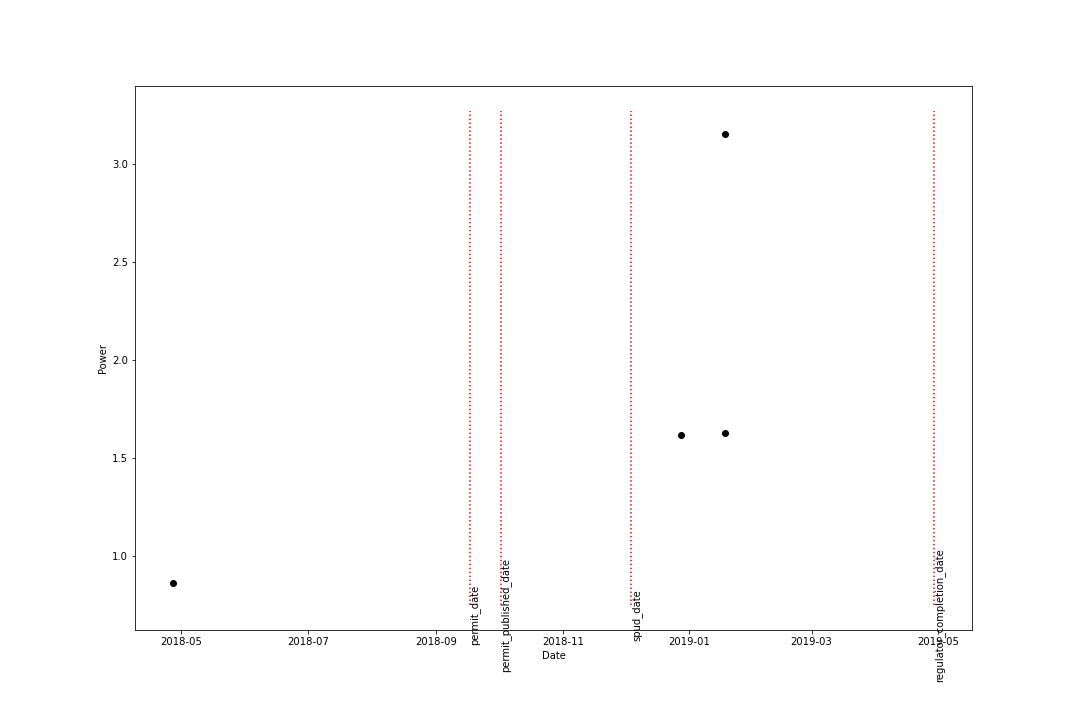 3.0
2.5
2.0
1.5
1.0
Power
permit_date
permit_published_date
spud_date
regulator_completion_date
2018-05
2018-07
2018-09
2018-11
2019-01
2019-03
2019-05
Date